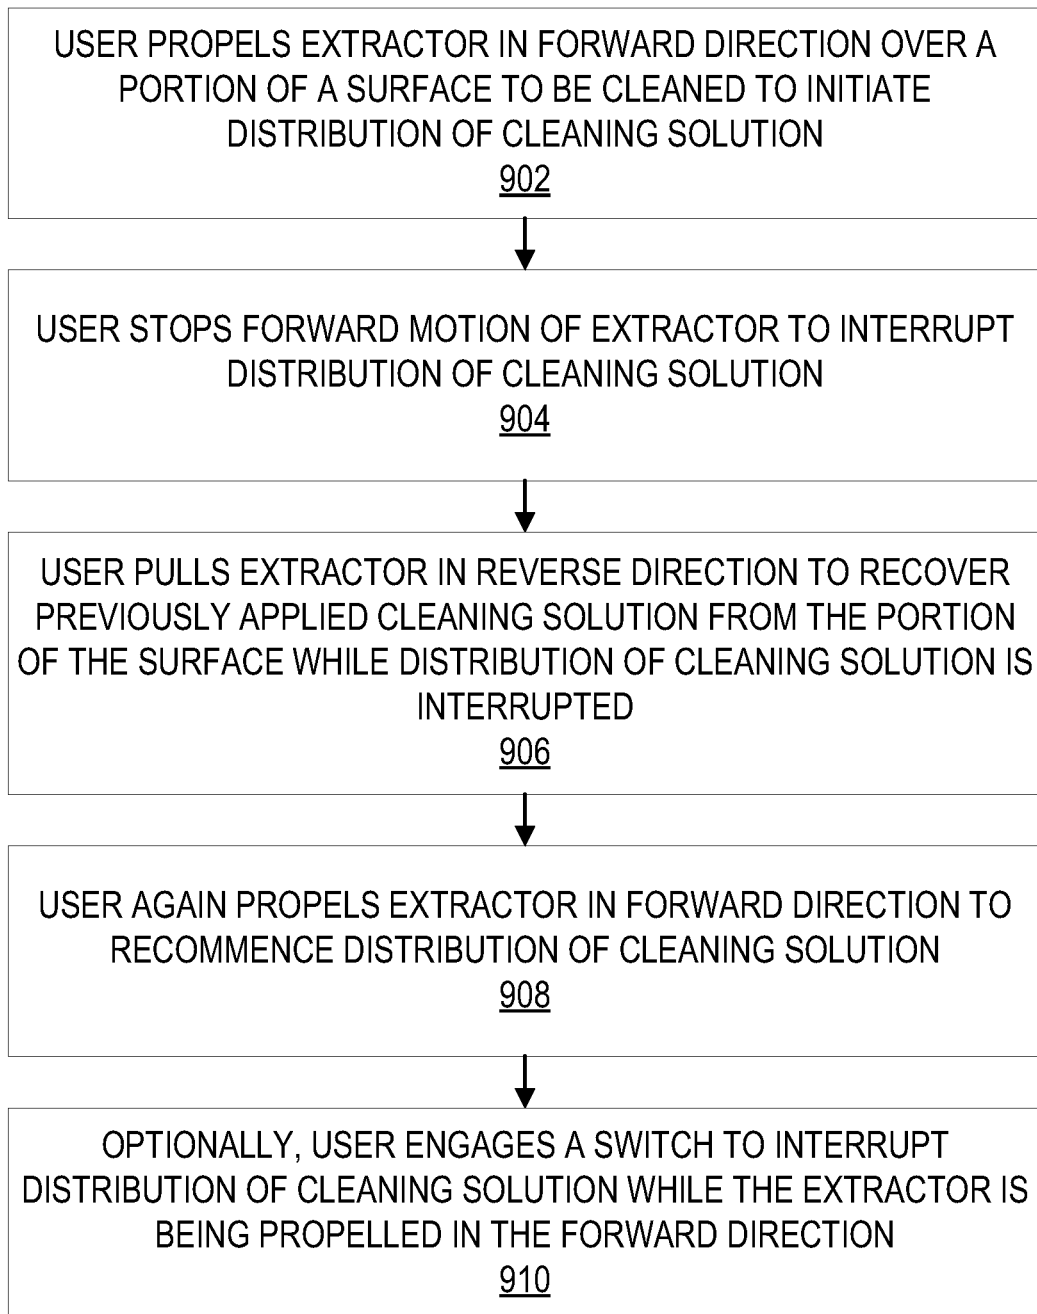 USER PROPELS EXTRACTOR IN FORWARD DIRECTION OVER A
PORTION OF A SURFACE TO BE CLEANED TO INITIATE
DISTRIBUTION OF CLEANING SOLUTION
902
USER STOPS FORWARD MOTION OF EXTRACTOR TO INTERRUPT
DISTRIBUTION OF CLEANING SOLUTION
904
USER PULLS EXTRACTOR IN REVERSE DIRECTION TO RECOVER
PREVIOUSLY APPLIED CLEANING SOLUTION FROM THE PORTION
OF THE SURFACE WHILE DISTRIBUTION OF CLEANING SOLUTION IS
INTERRUPTED
906
USER AGAIN PROPELS EXTRACTOR IN FORWARD DIRECTION TO
RECOMMENCE DISTRIBUTION OF CLEANING SOLUTION
908
OPTIONALLY, USER ENGAGES A SWITCH TO INTERRUPT
DISTRIBUTION OF CLEANING SOLUTION WHILE THE EXTRACTOR IS
BEING PROPELLED IN THE FORWARD DIRECTION
910